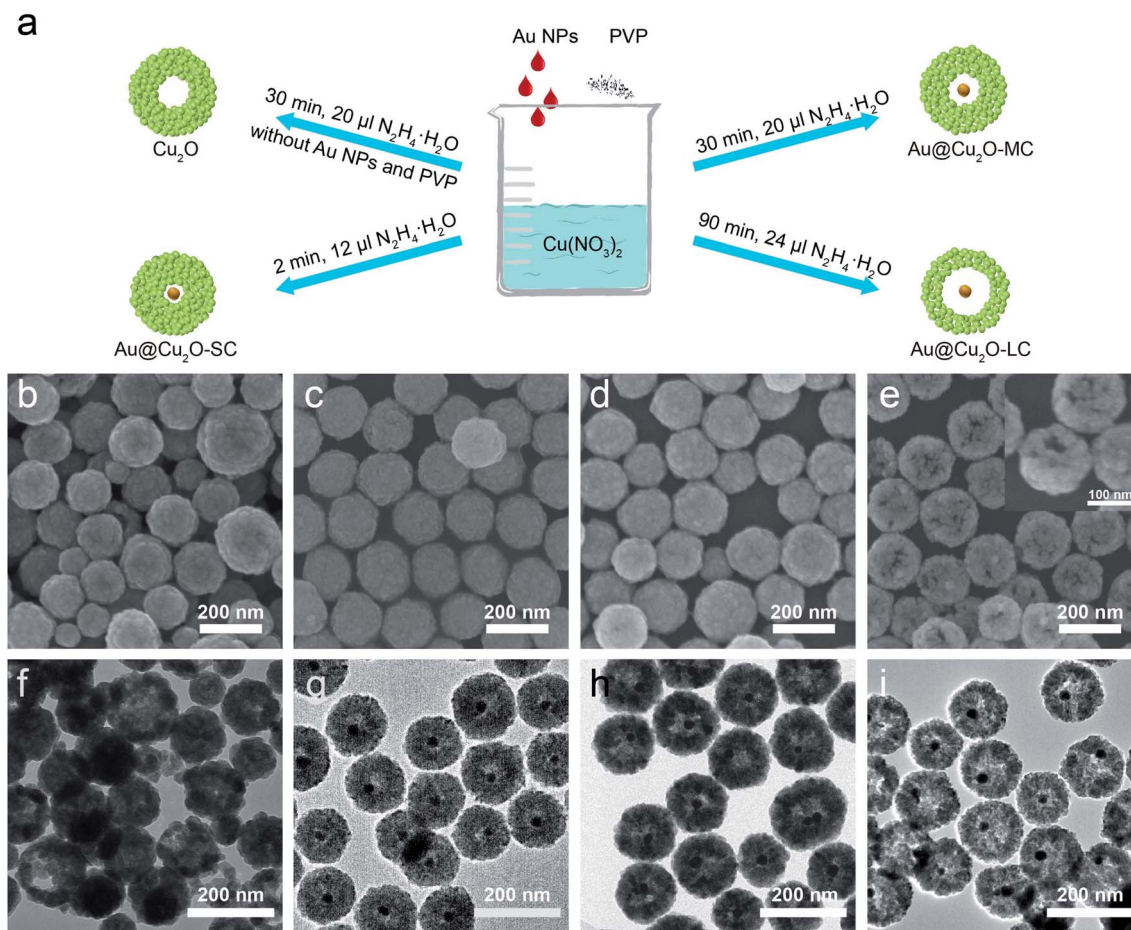 a
Au NPs PVP
30 min, 20 µl N₂H₄·H₂O
without Au NPs and PVP
Cu₂O
30 min, 20 µl N₂H₄·H₂O
Au@Cu₂O-MC
Cu(NO₃)₂
2 min, 12 µl N₂H₄·H₂O
Au@Cu₂O-SC
90 min, 24 µl N₂H₄·H₂O
Au@Cu₂O-LC
b
200 nm
c
200 nm
d
200 nm
e
100 nm
200 nm
f
200 nm
g
200 nm
h
200 nm
i
200 nm